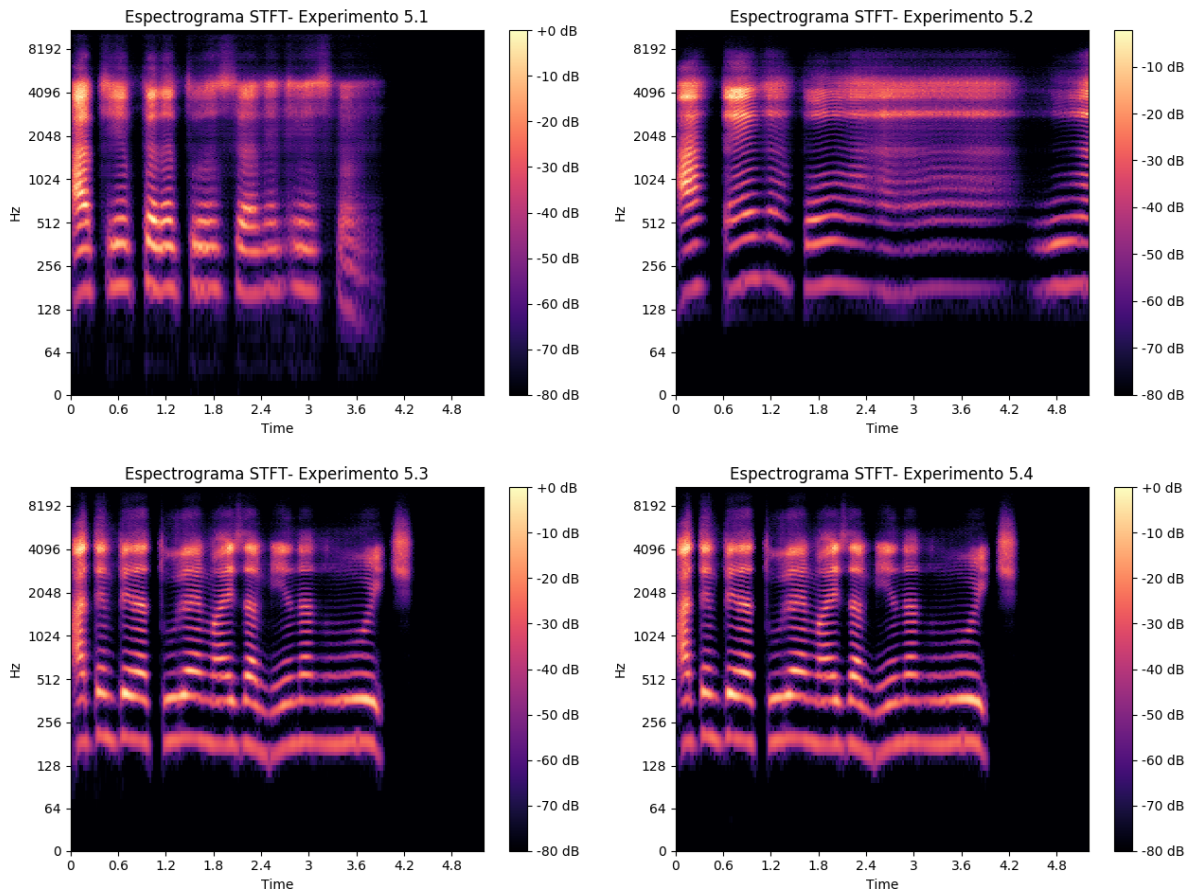 Espectrograma STFT- Experimento 5.1
Hz
8192
4096
2048
1024
512
256
128
64
0
0 0.6 1.2 1.8 2.4 3 3.6 4.2 4.8
Time
+0 dB
-10 dB
-20 dB
-30 dB
-40 dB
-50 dB
-60 dB
-70 dB
-80 dB
Espectrograma STFT- Experimento 5.2
Hz
8192
4096
2048
1024
512
256
128
64
0
0 0.6 1.2 1.8 2.4 3 3.6 4.2 4.8
Time
-10 dB
-20 dB
-30 dB
-40 dB
-50 dB
-60 dB
-70 dB
-80 dB
Espectrograma STFT- Experimento 5.3
Hz
8192
4096
2048
1024
512
256
128
64
0
0 0.6 1.2 1.8 2.4 3 3.6 4.2 4.8
Time
+0 dB
-10 dB
-20 dB
-30 dB
-40 dB
-50 dB
-60 dB
-70 dB
-80 dB
Espectrograma STFT- Experimento 5.4
Hz
8192
4096
2048
1024
512
256
128
64
0
0 0.6 1.2 1.8 2.4 3 3.6 4.2 4.8
Time
+0 dB
-10 dB
-20 dB
-30 dB
-40 dB
-50 dB
-60 dB
-70 dB
-80 dB